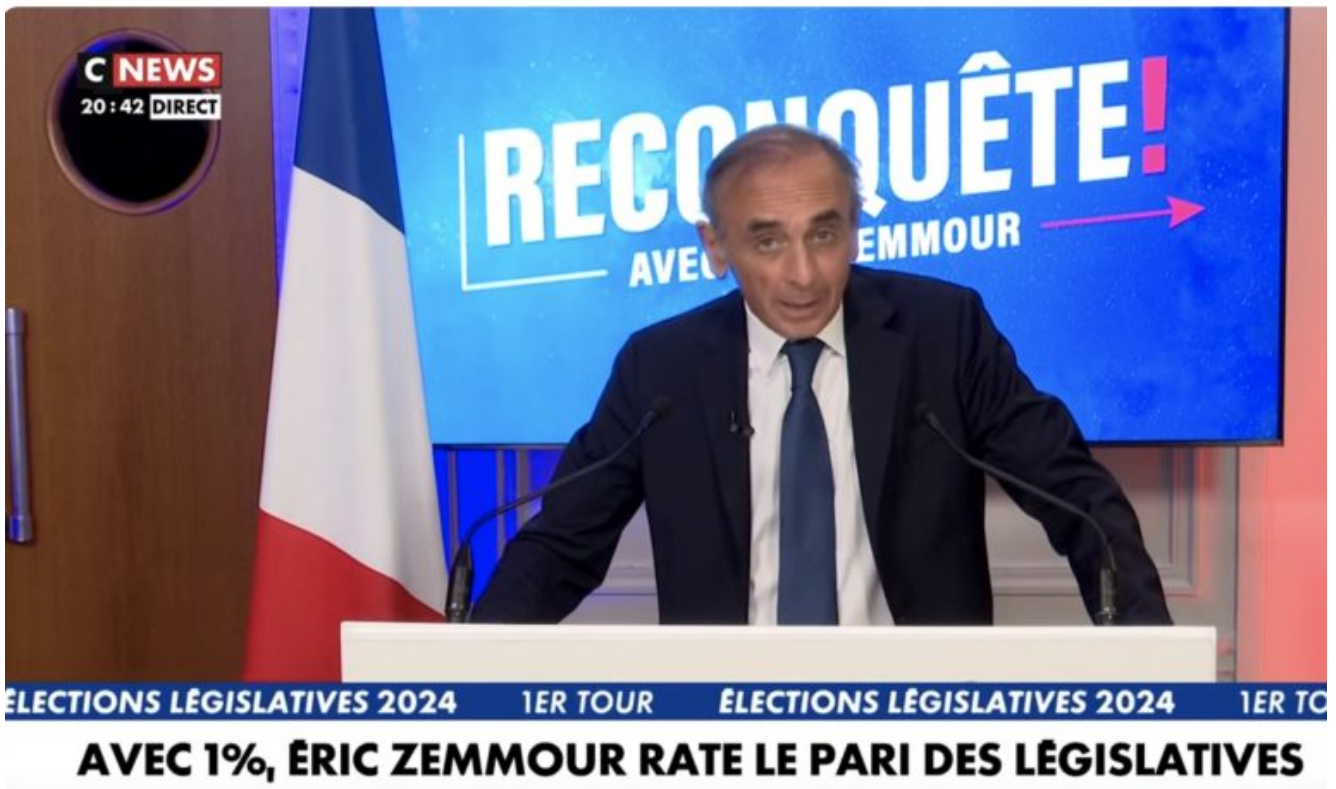 C NEWS
20:42 DIRECT
RECONQUÊTE!
AVEC ZEMMOUR
ÉLECTIONS LÉGISLATIVES 2024 1ER TOUR ÉLECTIONS LÉGISLATIVES 2024 1ER TO
AVEC 1%, ÉRIC ZEMMOUR RATE LE PARI DES LÉGISLATIVES